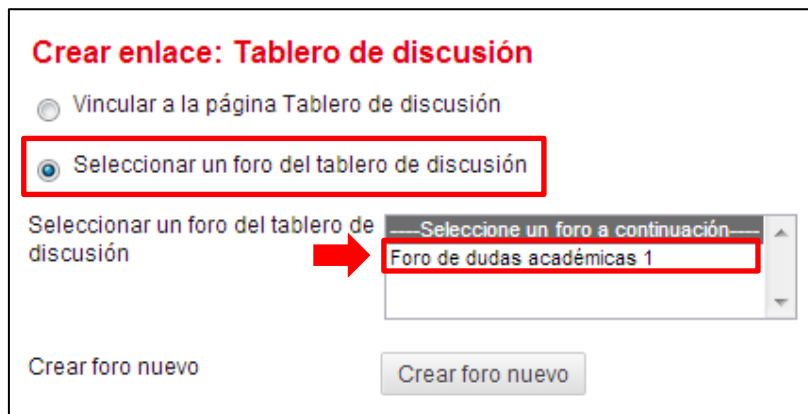 Crear enlace: Tablero de discusión
Vincular a la página Tablero de discusión
Seleccionar un foro del tablero de discusión
Seleccionar un foro del tablero de
discusión
----Seleccione un foro a continuación----
Foro de dudas académicas 1
Crear foro nuevo
Crear foro nuevo